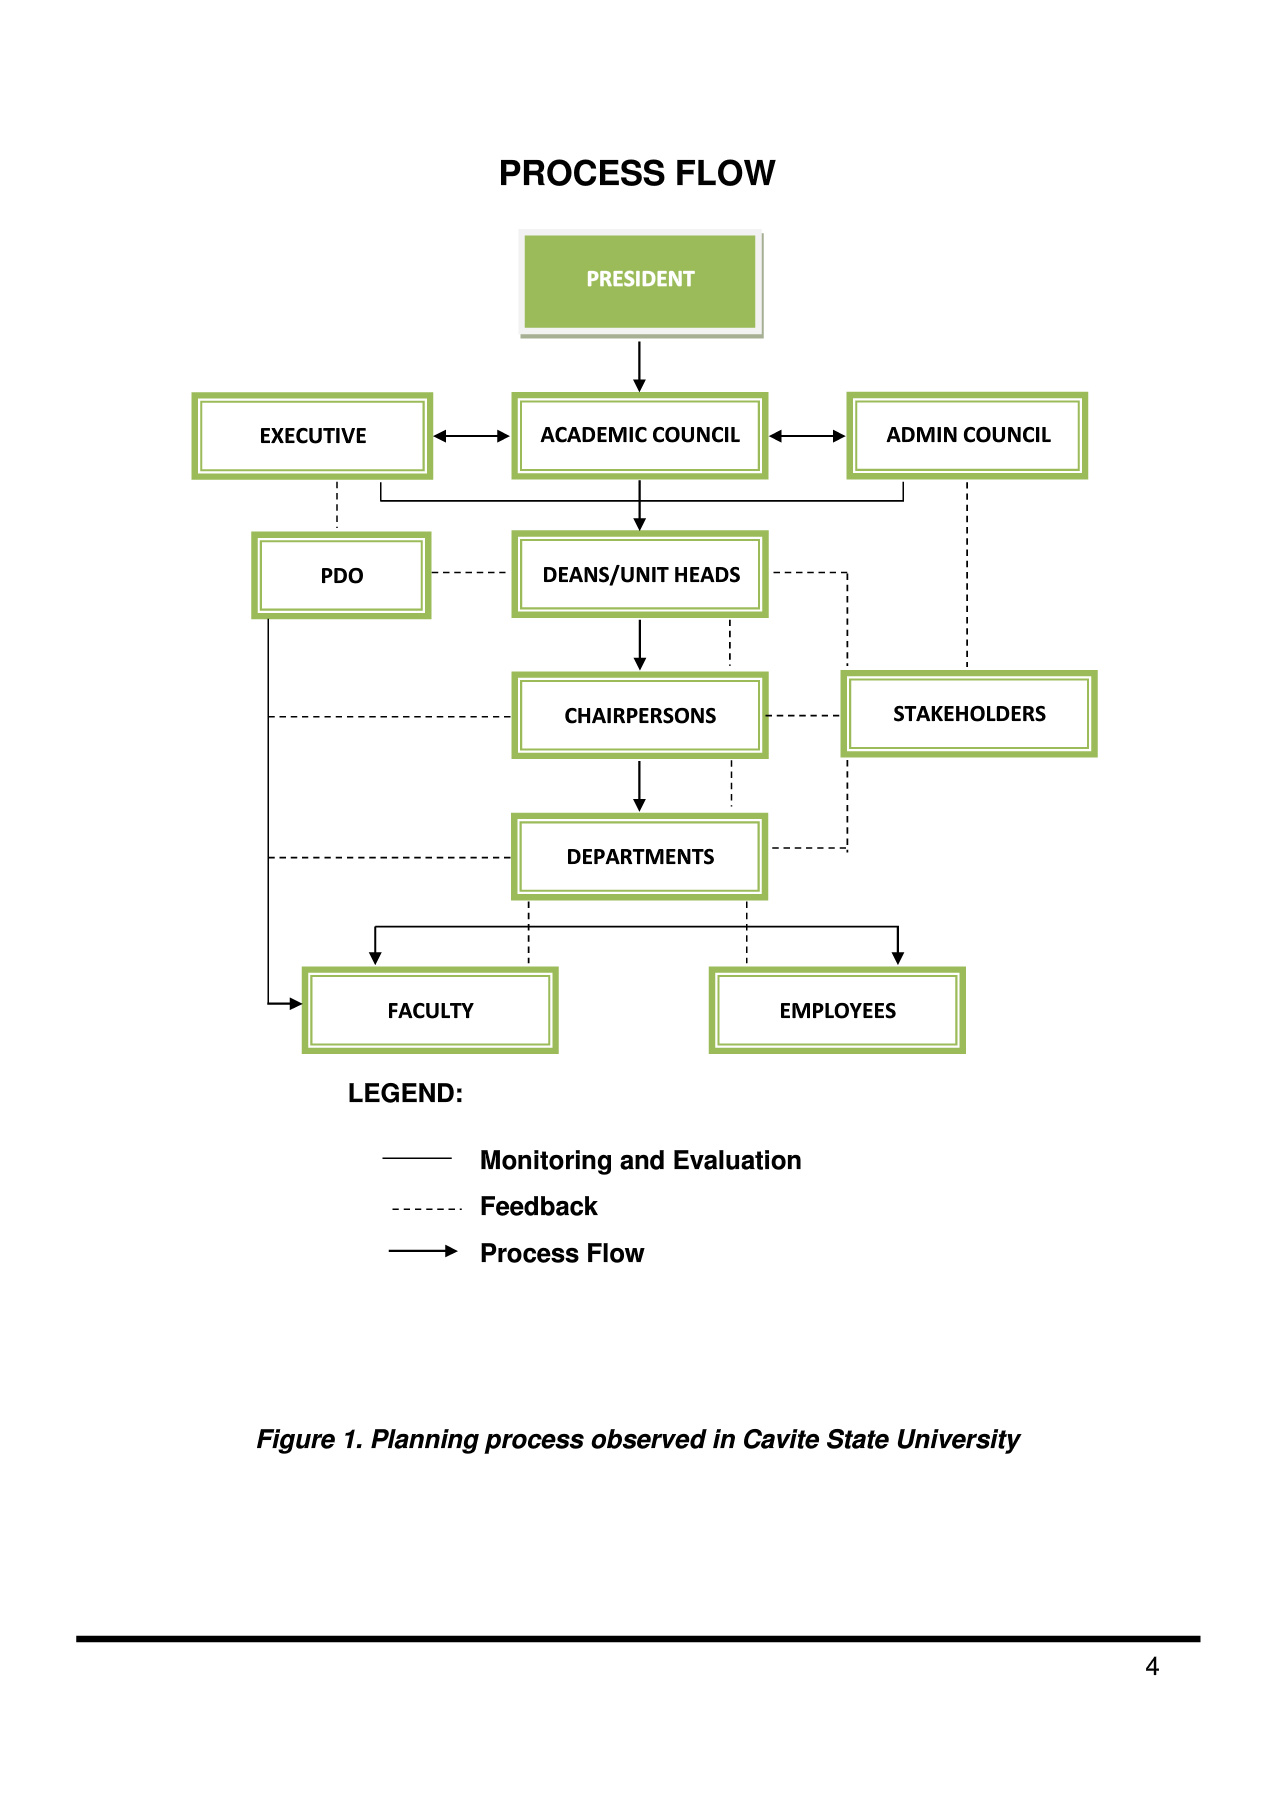 PROCESS FLOW
PRESIDENT
EXECUTIVE
ACADEMIC COUNCIL
ADMIN COUNCIL
PDO
DEANS/UNIT HEADS
CHAIRPERSONS
STAKEHOLDERS
DEPARTMENTS
FACULTY
EMPLOYEES
LEGEND:
Monitoring and Evaluation
Feedback
Process Flow
Figure 1. Planning process observed in Cavite State University
4